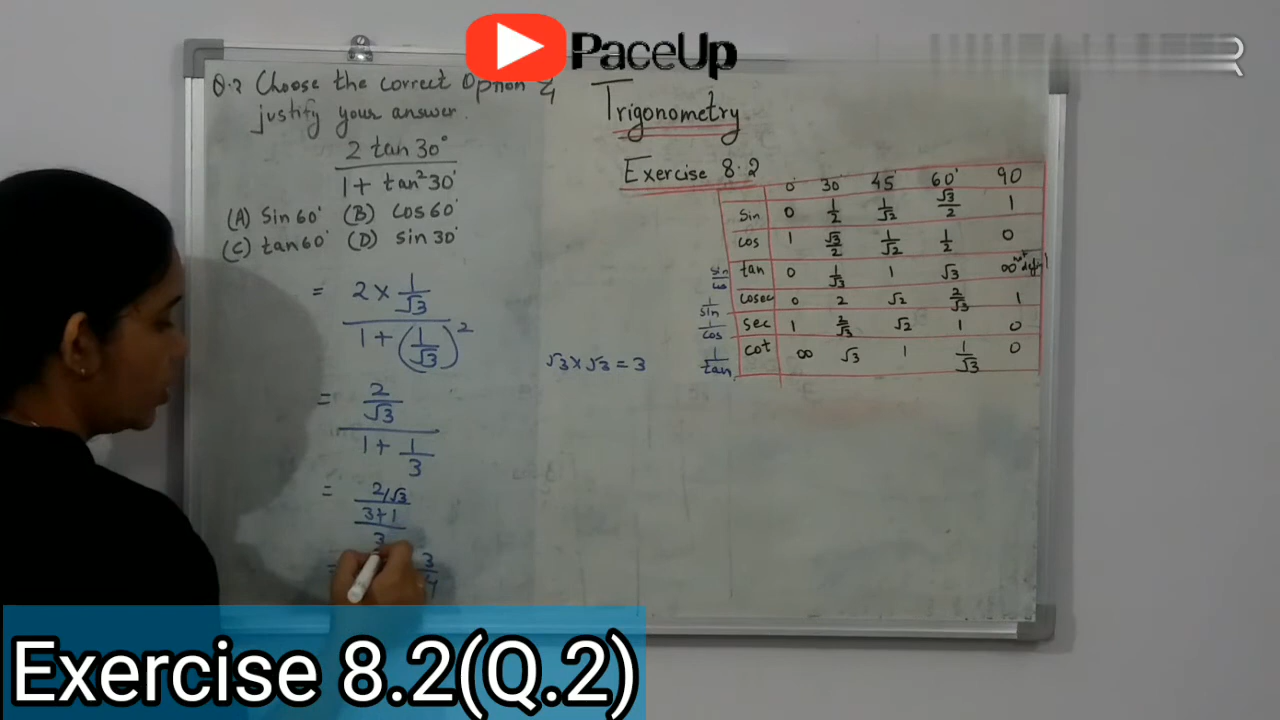 PaceUp
Q.2 Choose the correct option &
justify your answer.
2 tan 30°
1 + tan²30°
(A) Sin 60° (B) Cos 60°
(C) tan 60° (D) sin 30°
= 2 × 1/√3
1 + (1/√3)²
= 2/√3
1 + 1/3
= 2/√3
3+1
3
= 3/4
√3 × √3 = 3
Trigonometry
Exercise 8.2
0° 30° 45° 60° 90
Sin 0 1/2 1/√2 √3/2 1
cos 1 √3/2 1/√2 1/2 0
sin/cos tan 0 1/√3 1 √3 ∞ not
1/sin cosec 0 2 √2 2/√3 1
1/cos sec 1 2/√3 √2 1 0
1/tan cot ∞ √3 1 1/√3 0
Exercise 8.2(Q.2)